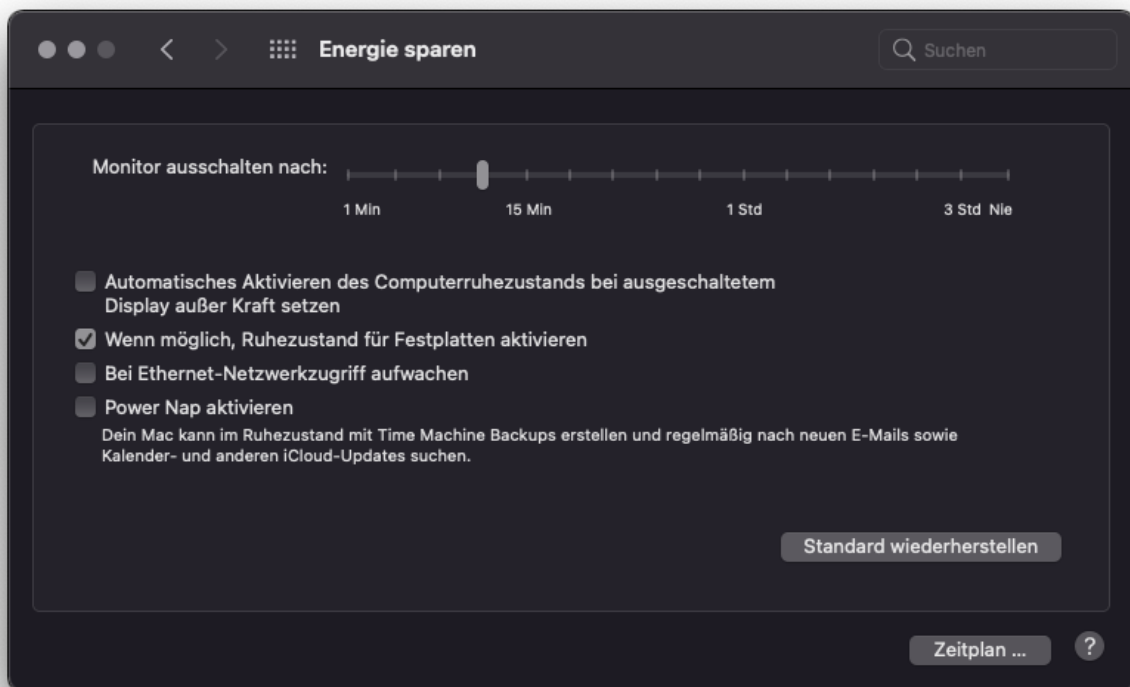 Energie sparen
Suchen
Monitor ausschalten nach:
1 Min 15 Min 1 Std 3 Std Nie
Automatisches Aktivieren des Computerruhezustands bei ausgeschaltetem
Display außer Kraft setzen
Wenn möglich, Ruhezustand für Festplatten aktivieren
Bei Ethernet-Netzwerkzugriff aufwachen
Power Nap aktivieren
Dein Mac kann im Ruhezustand mit Time Machine Backups erstellen und regelmäßig nach neuen E-Mails sowie
Kalender- und anderen iCloud-Updates suchen.
Standard wiederherstellen
Zeitplan ...
?